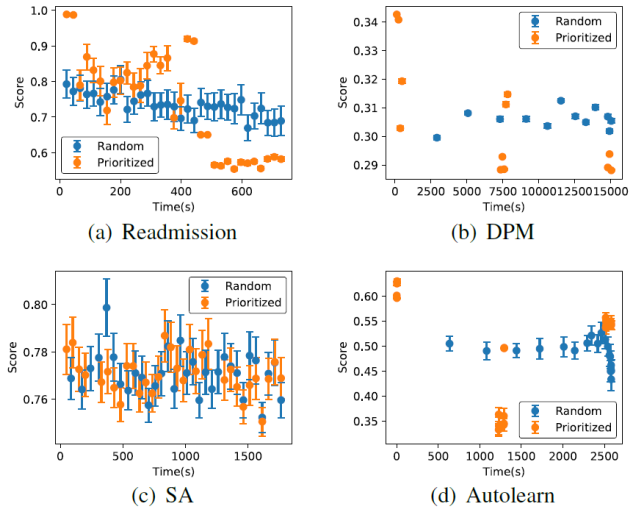 1.0
0.9
0.8
0.7
0.6
Score
0 200 400 600
Time(s)
Random
Prioritized
(a) Readmission
0.34
0.33
0.32
0.31
0.30
0.29
Score
0 2500 5000 7500 10000 12500 15000
Time(s)
Random
Prioritized
(b) DPM
0.80
0.78
0.76
Score
0 500 1000 1500
Time(s)
Random
Prioritized
(c) SA
0.60
0.55
0.50
0.45
0.40
0.35
Score
0 500 1000 1500 2000 2500
Time(s)
Random
Prioritized
(d) Autolearn